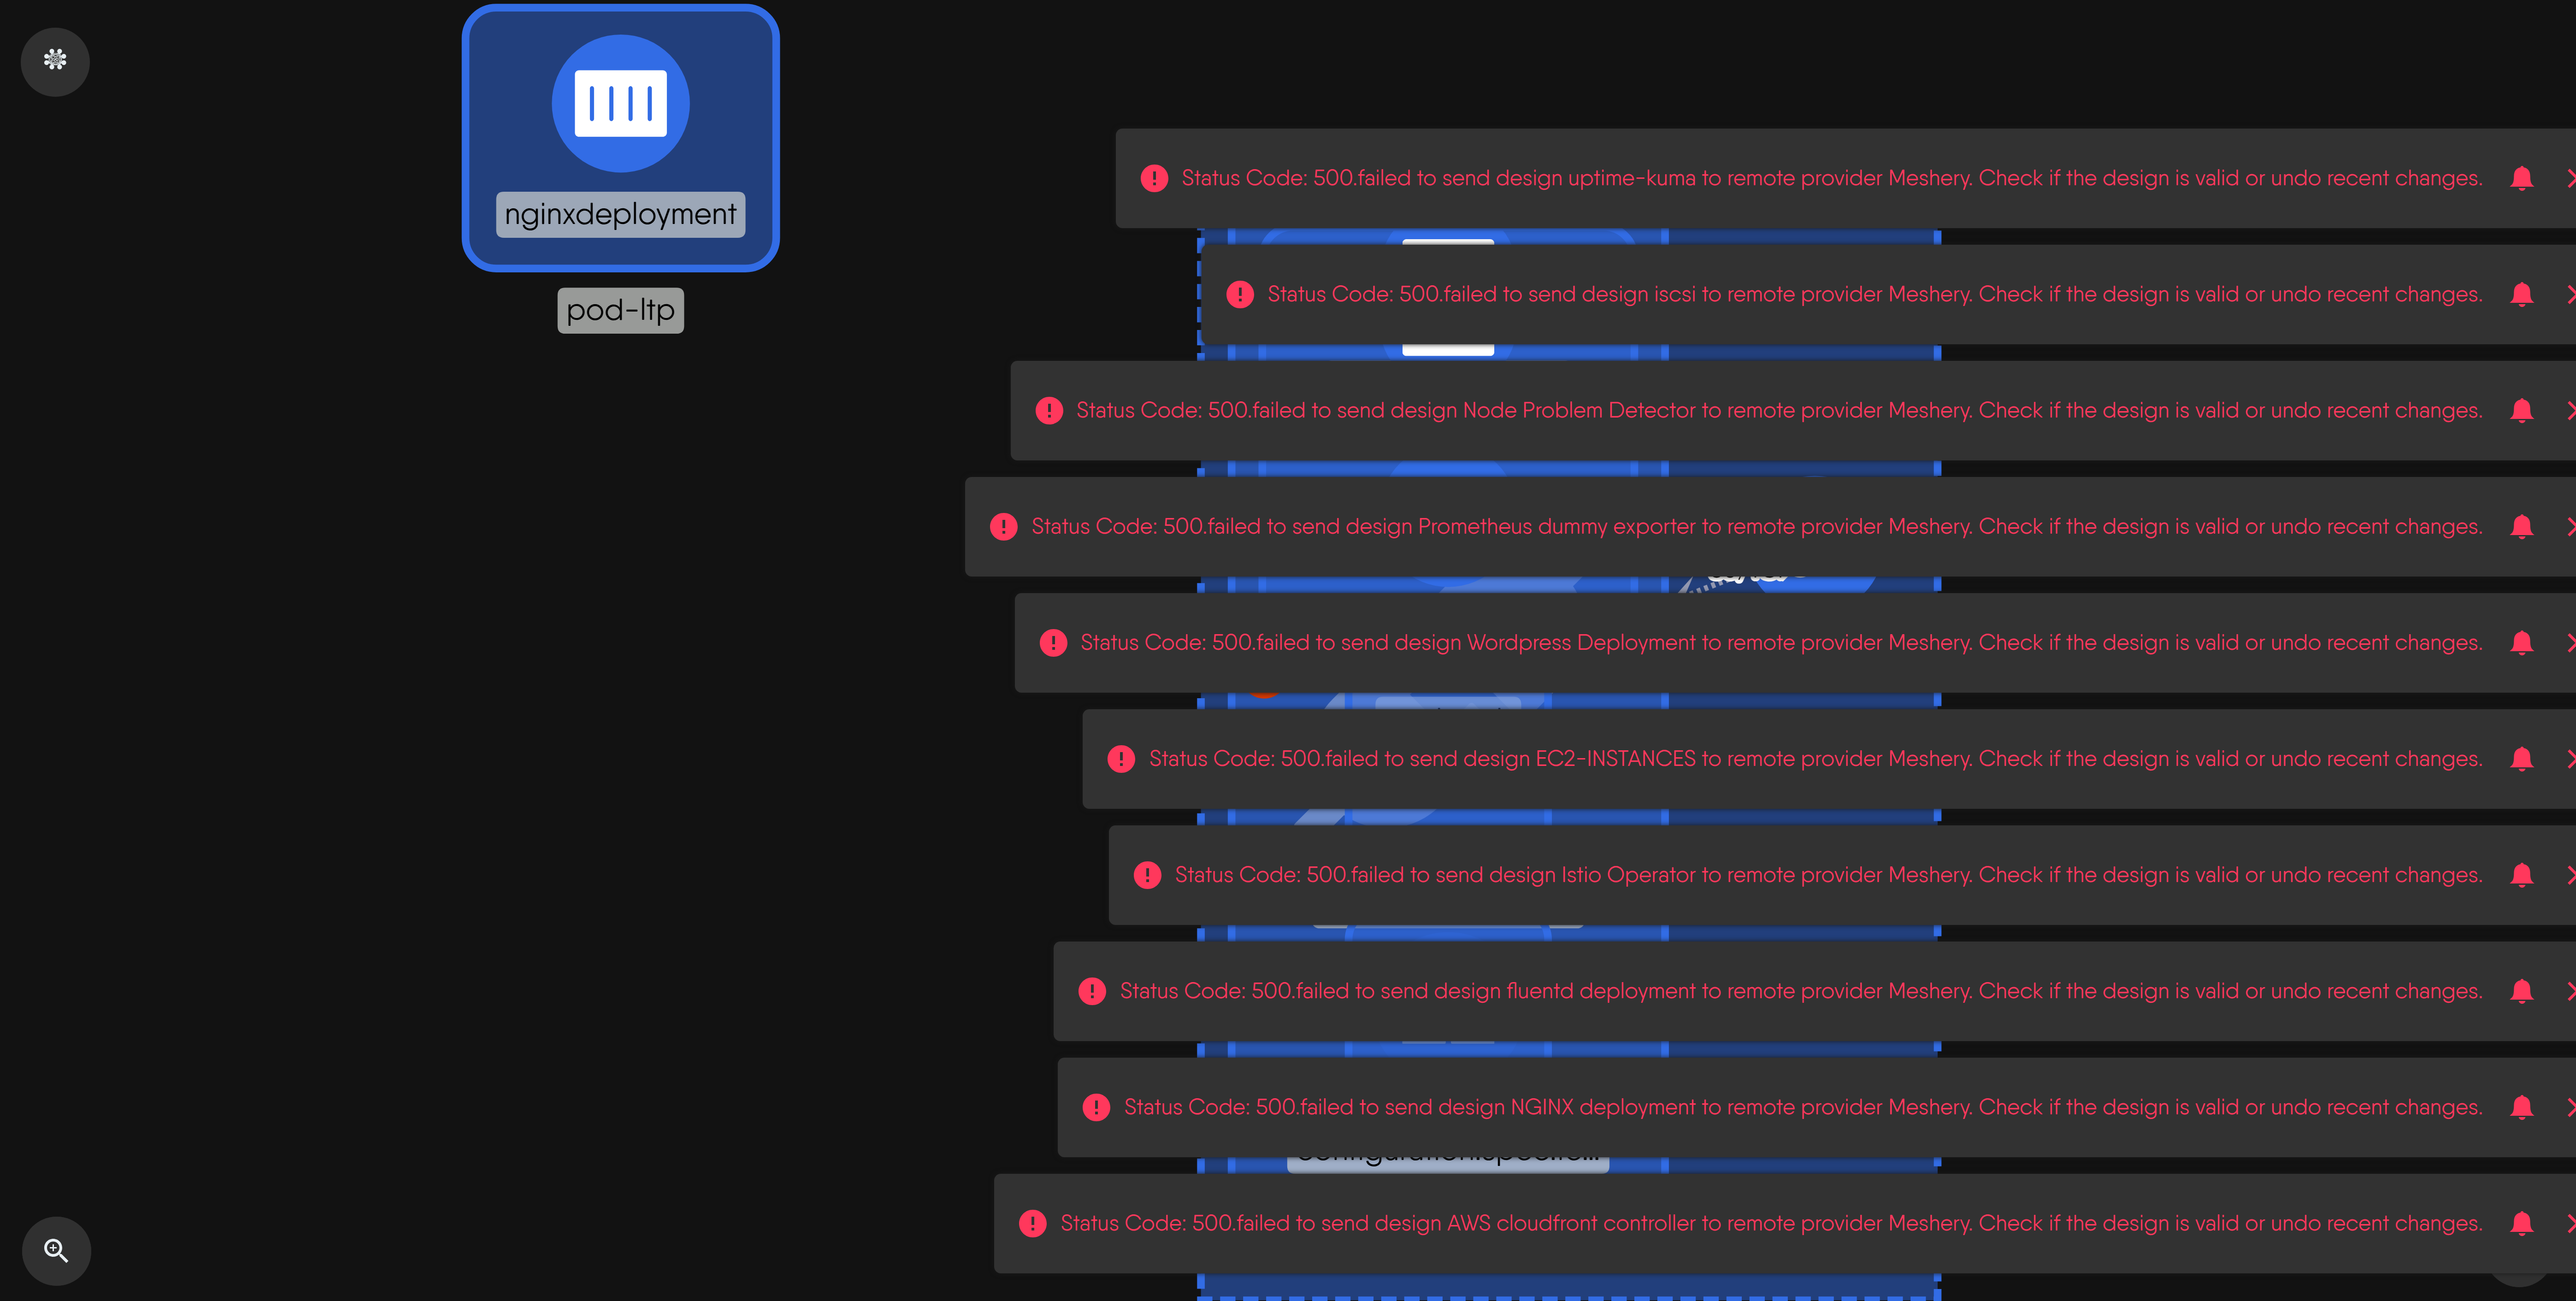 nginxdeployment
pod-ltp
Status Code: 500.failed to send design uptime-kuma to remote provider Meshery. Check if the design is valid or undo recent changes.
Status Code: 500.failed to send design iscsi to remote provider Meshery. Check if the design is valid or undo recent changes.
Status Code: 500.failed to send design Node Problem Detector to remote provider Meshery. Check if the design is valid or undo recent changes.
Status Code: 500.failed to send design Prometheus dummy exporter to remote provider Meshery. Check if the design is valid or undo recent changes.
Status Code: 500.failed to send design Wordpress Deployment to remote provider Meshery. Check if the design is valid or undo recent changes.
Status Code: 500.failed to send design EC2-INSTANCES to remote provider Meshery. Check if the design is valid or undo recent changes.
Status Code: 500.failed to send design Istio Operator to remote provider Meshery. Check if the design is valid or undo recent changes.
Status Code: 500.failed to send design fluentd deployment to remote provider Meshery. Check if the design is valid or undo recent changes.
Status Code: 500.failed to send design NGINX deployment to remote provider Meshery. Check if the design is valid or undo recent changes.
Status Code: 500.failed to send design AWS cloudfront controller to remote provider Meshery. Check if the design is valid or undo recent changes.